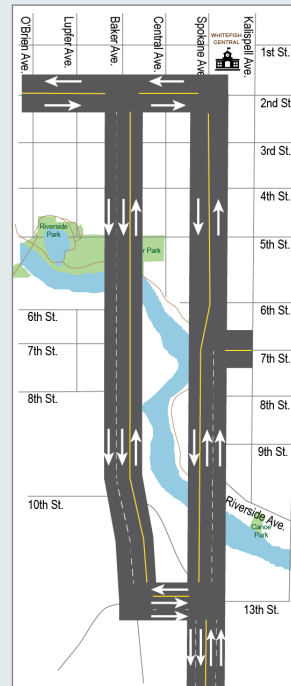 O'Brien Ave.
Lupfer Ave.
Baker Ave.
Central Ave.
Spokane Ave
Kalispell Ave.
WHITEFISH
CENTRAL
1st St.
2nd St
3rd St.
4th St.
Riverside
Park
r Park
5th St.
6th St.
6th St.
7th St.
7th St.
8th St.
8th St.
9th St.
10th St.
Riverside Ave.
Canoe
Park
13th St.